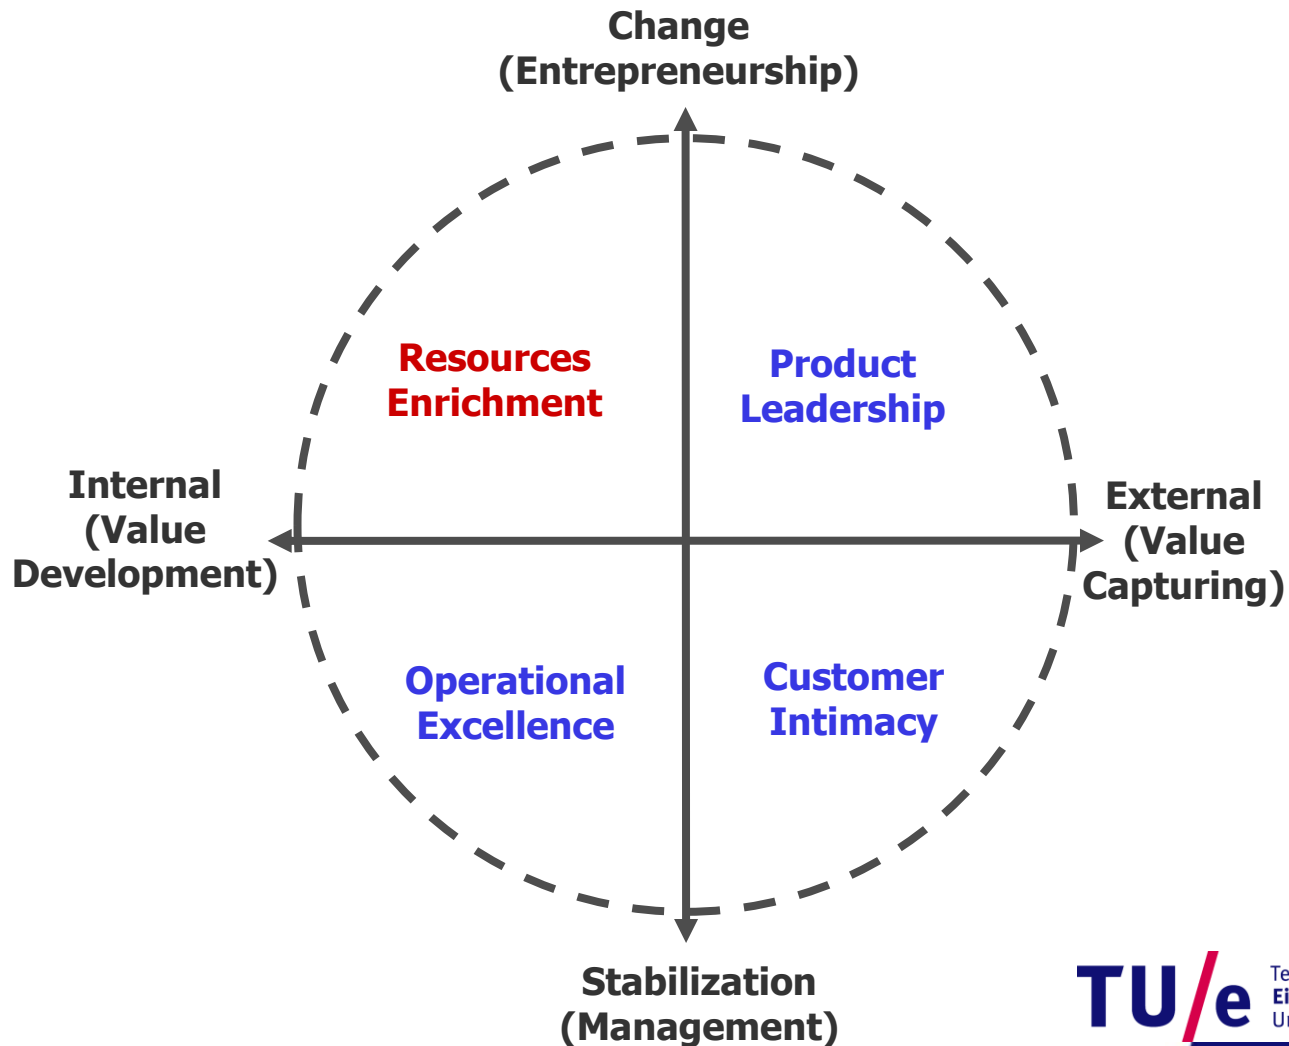 Change
(Entrepreneurship)
Resources
Enrichment
Product
Leadership
Internal
(Value
Development)
External
(Value
Capturing)
Operational
Excellence
Customer
Intimacy
Stabilization
(Management)
TU/e